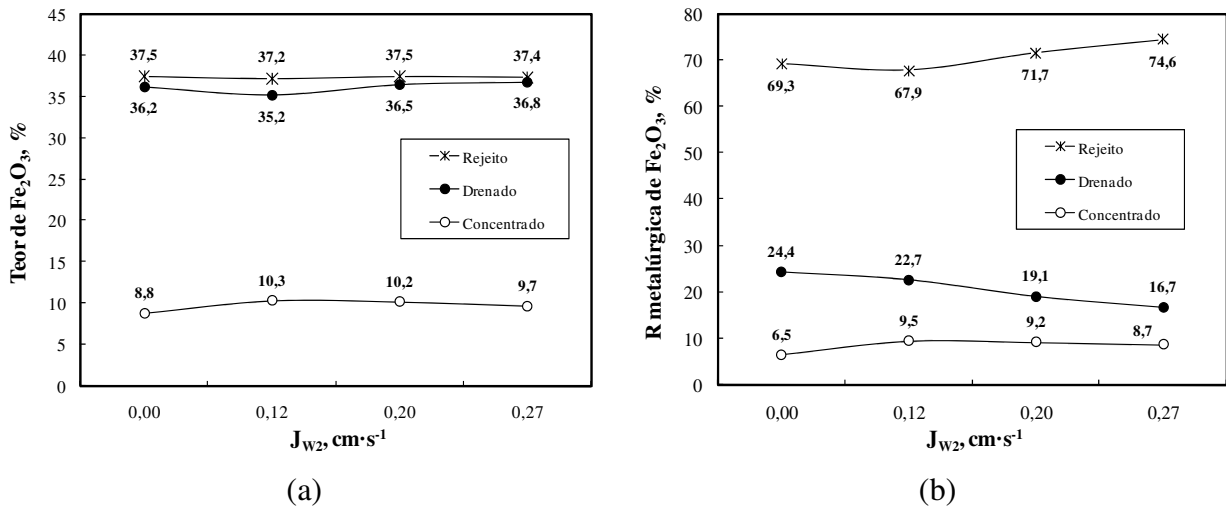 45
40
35
30
25
20
15
10
5
0
Teor de Fe₂O₃, %
37,5 37,2 37,5 37,4
36,2 35,2 36,5 36,8
Rejeito
Drenado
Concentrado
8,8 10,3 10,2 9,7
0,00 0,12 0,20 0,27
J_W2, cm·s⁻¹
(a)
80
70
60
50
40
30
20
10
0
R metalúrgica de Fe₂O₃, %
69,3 67,9 71,7 74,6
Rejeito
Drenado
Concentrado
24,4 22,7 19,1 16,7
6,5 9,5 9,2 8,7
0,00 0,12 0,20 0,27
J_W2, cm·s⁻¹
(b)